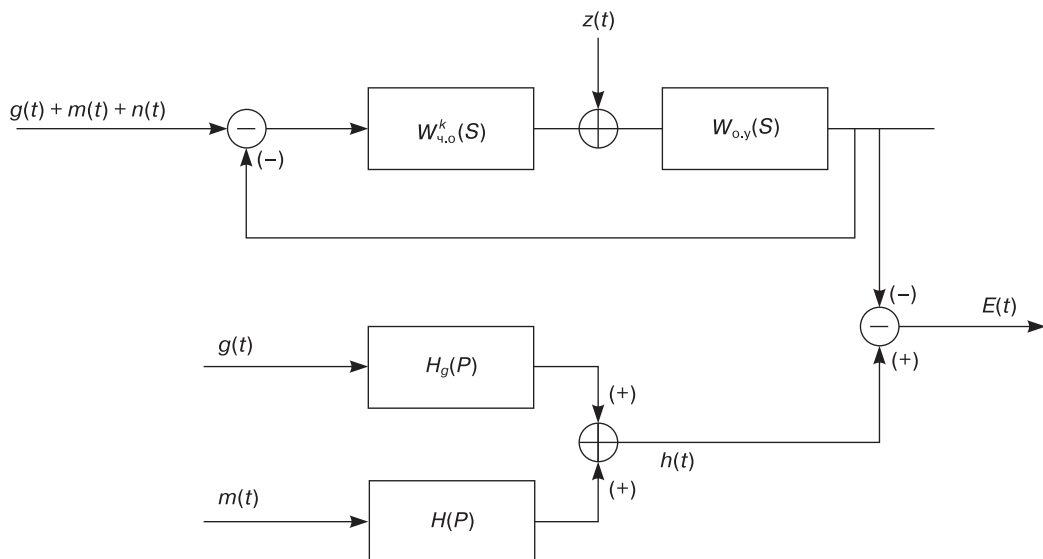 z(t)
g(t) + m(t) + n(t)
W^k_ч.о(S)
W_о.у(S)
(–)
(–)
E(t)
(+)
g(t)
H_g(P)
(+)
h(t)
(+)
m(t)
H(P)